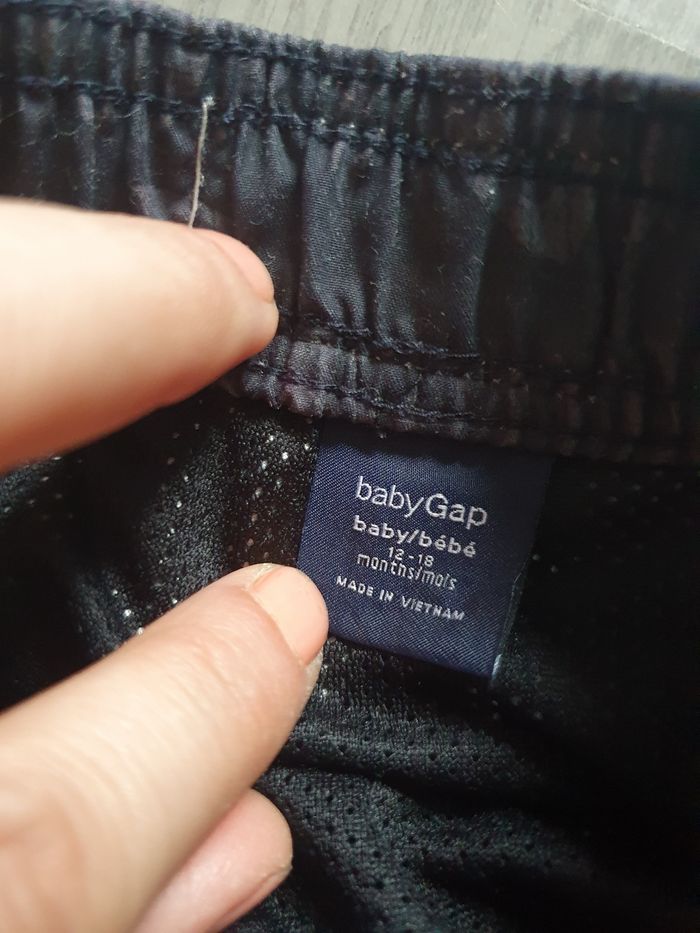 babyGap
baby/bébé
12-18
months/mois
MADE IN VIETNAM